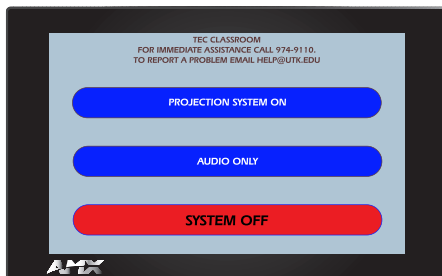 TEC CLASSROOM
FOR IMMEDIATE ASSISTANCE CALL 974-9110.
TO REPORT A PROBLEM EMAIL HELP@UTK.EDU
PROJECTION SYSTEM ON
AUDIO ONLY
SYSTEM OFF
AMX